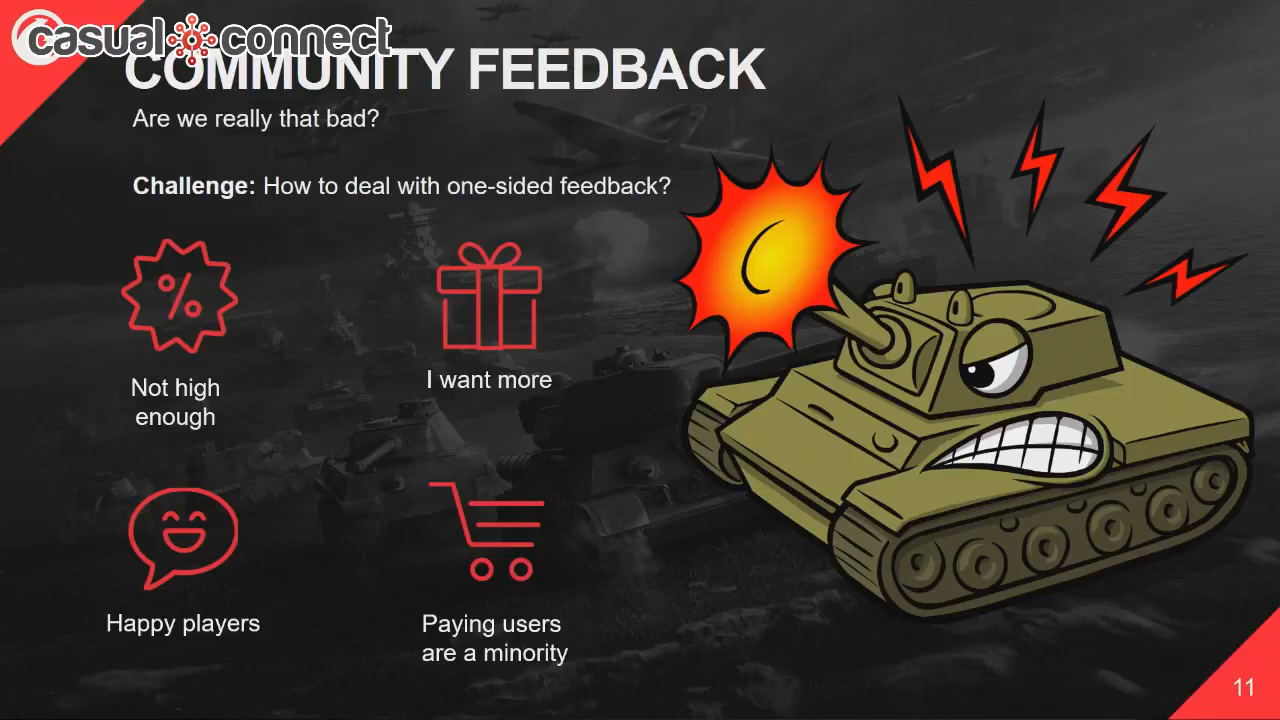 casual connect
COMMUNITY FEEDBACK
Are we really that bad?
Challenge: How to deal with one-sided feedback?
Not high
enough
I want more
Happy players
Paying users
are a minority
11